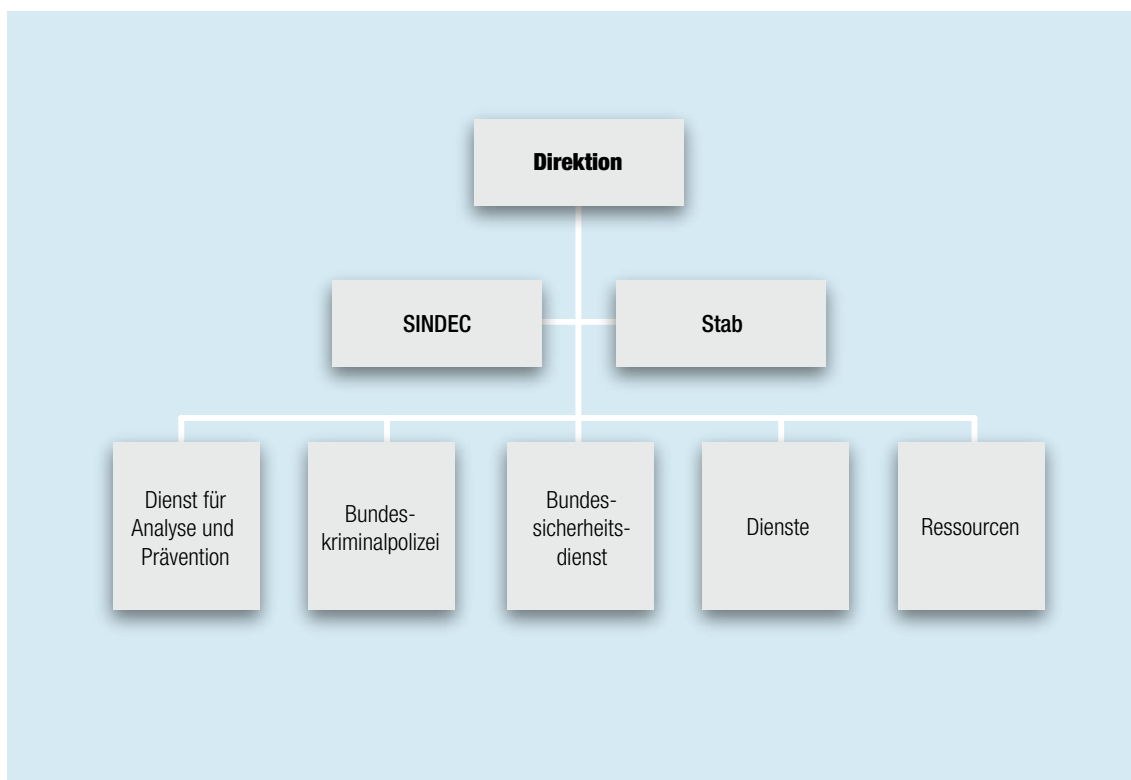 Direktion
SINDEC
Stab
Dienst für
Analyse und
Prävention
Bundes-
kriminalpolizei
Bundes-
sicherheits-
dienst
Dienste
Ressourcen